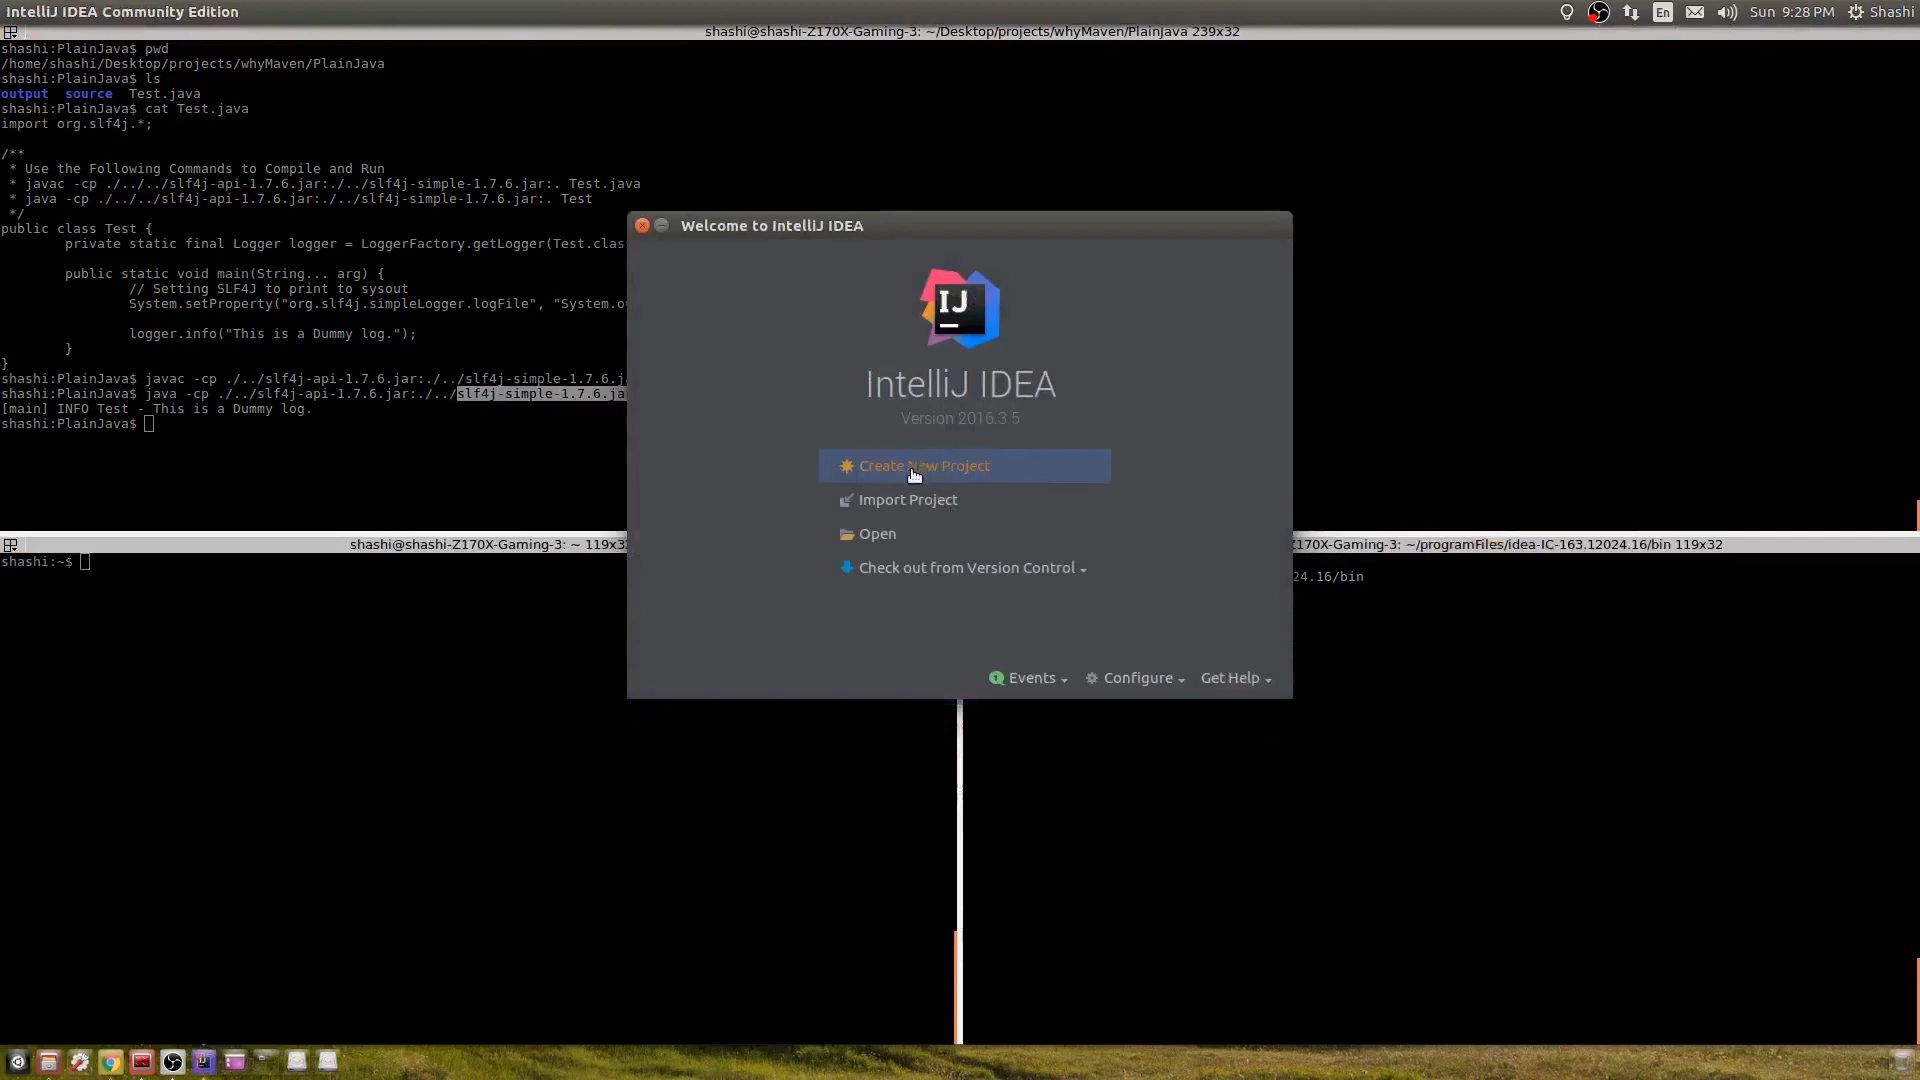 IntelliJ IDEA Community Edition
En
Sun 9:28 PM
Shashi
shashi@shashi-Z170X-Gaming-3: ~/Desktop/projects/whyMaven/PlainJava 239x32
shashi:PlainJava$ pwd
/home/shashi/Desktop/projects/whyMaven/PlainJava
shashi:PlainJava$ ls
output source Test.java
shashi:PlainJava$ cat Test.java
import org.slf4j.*;
/**
* Use the Following Commands to Compile and Run
* javac -cp ./../../slf4j-api-1.7.6.jar:./../slf4j-simple-1.7.6.jar:. Test.java
* java -cp ./../../slf4j-api-1.7.6.jar:./../slf4j-simple-1.7.6.jar:. Test
*/
public class Test {
private static final Logger logger = LoggerFactory.getLogger(Test.clas
public static void main(String... arg) {
// Setting SLF4J to print to sysout
System.setProperty("org.slf4j.simpleLogger.logFile", "System.o
logger.info("This is a Dummy log.");
}
}
shashi:PlainJava$ javac -cp ./../slf4j-api-1.7.6.jar:./../slf4j-simple-1.7.6.j
shashi:PlainJava$ java -cp ./../slf4j-api-1.7.6.jar:./../slf4j-simple-1.7.6.ja
[main] INFO Test - This is a Dummy log.
shashi:PlainJava$
Welcome to IntelliJ IDEA
IJ
IntelliJ IDEA
Version 2016.3.5
Create New Project
Import Project
Open
Check out from Version Control
1 Events
Configure
Get Help
shashi@shashi-Z170X-Gaming-3: ~ 119x32
shashi:~$
Z170X-Gaming-3: ~/programFiles/idea-IC-163.12024.16/bin 119x32
24.16/bin